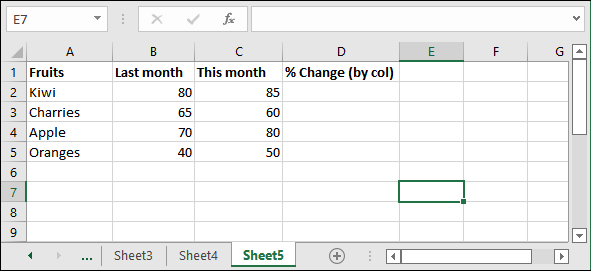 E7 fx
A B C D E F G
1 Fruits Last month This month % Change (by col)
2 Kiwi 80 85
3 Charries 65 60
4 Apple 70 80
5 Oranges 40 50
6
7
8
9
... Sheet3 Sheet4 Sheet5